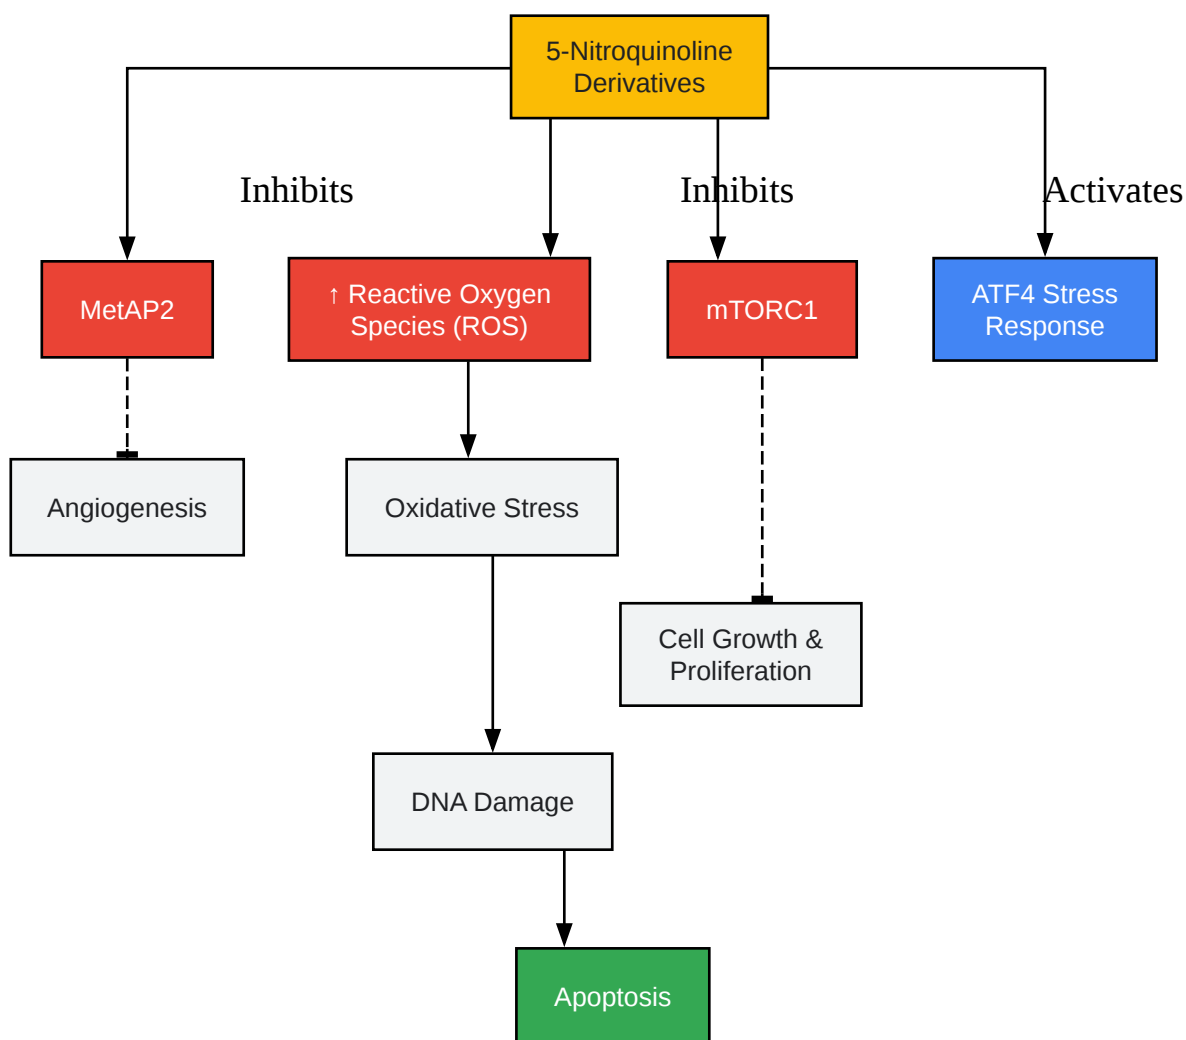 5-Nitroquinoline
Derivatives
Inhibits
Inhibits
Activates
MetAP2
↑ Reactive Oxygen
Species (ROS)
mTORC1
ATF4 Stress
Response
Angiogenesis
Oxidative Stress
Cell Growth &
Proliferation
DNA Damage
Apoptosis